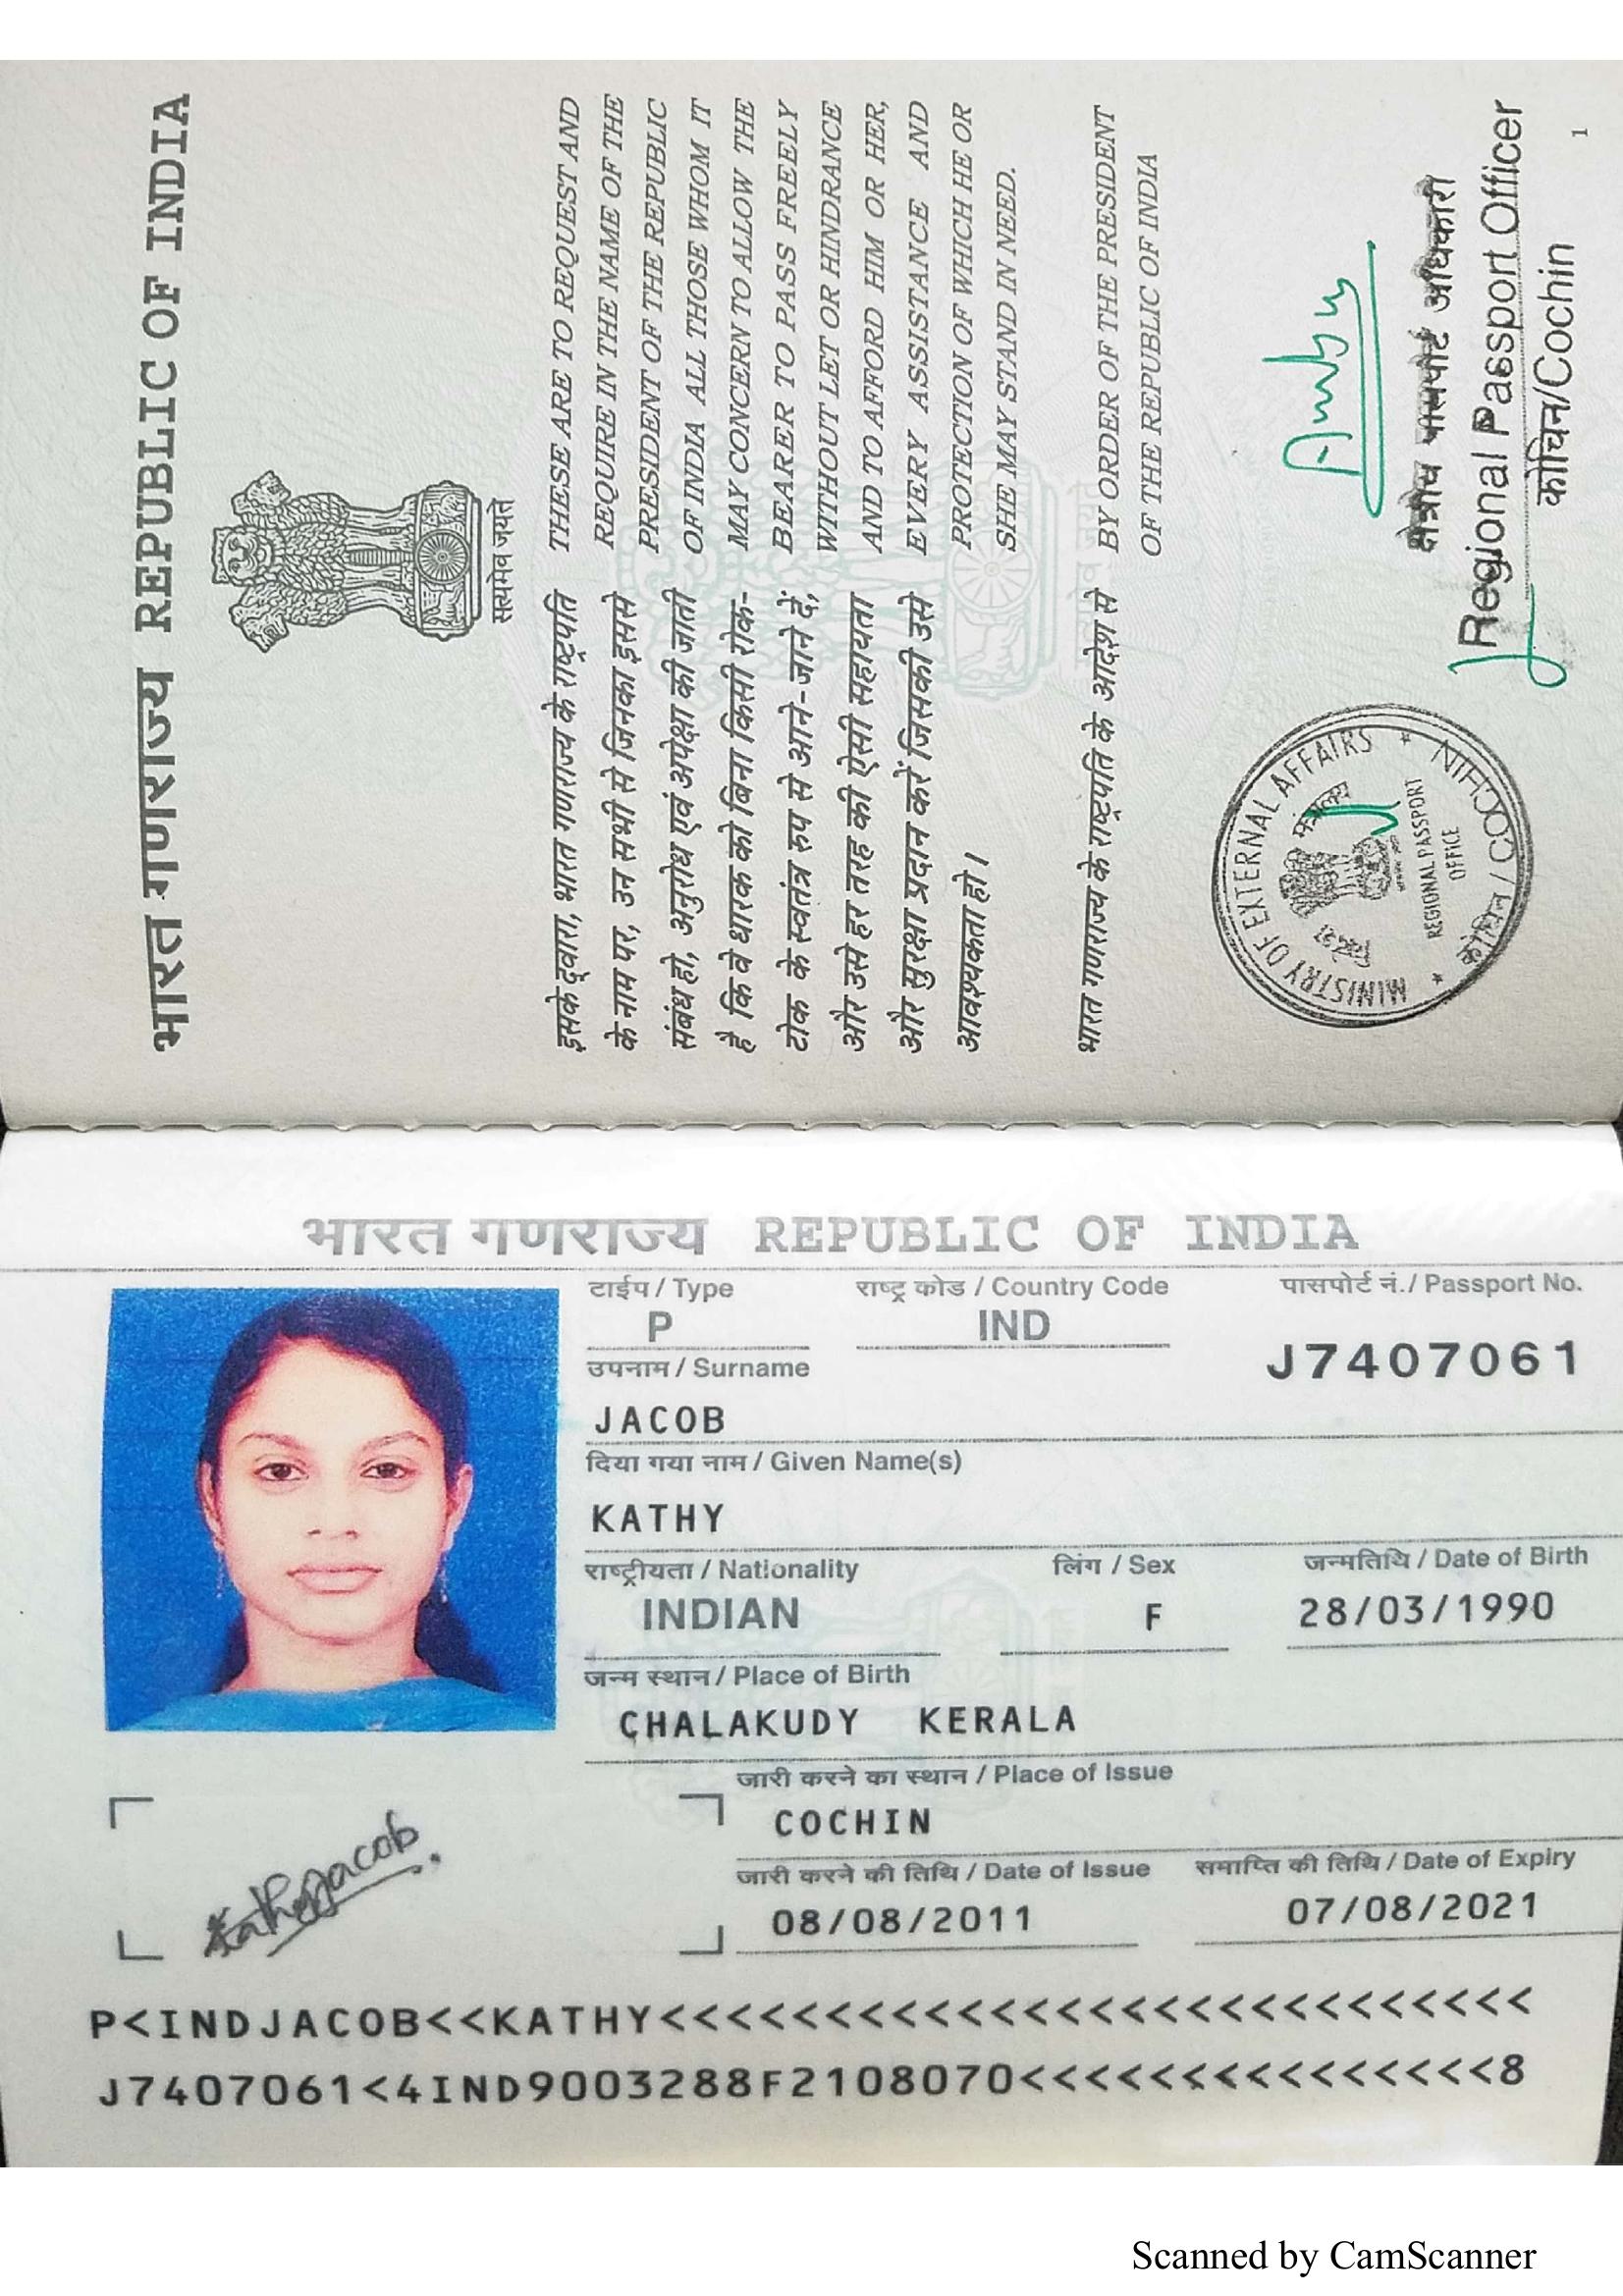 भारत गणराज्य REPUBLIC OF INDIA
सत्यमेव जयते
इसके द्वारा, भारत गणराज्य के राष्ट्रपति
के नाम पर, उन सभी से जिनका इससे
संबंध हो, अनुरोध एवं अपेक्षा की जाती
है कि वे धारक को बिना किसी रोक-
टोक के स्वतंत्र रुप से आने-जाने दें,
और उसे हर तरह की ऐसी सहायता
और सुरक्षा प्रदान करें जिसकी उसे
आवश्यकता हो।
THESE ARE TO REQUEST AND
REQUIRE IN THE NAME OF THE
PRESIDENT OF THE REPUBLIC
OF INDIA ALL THOSE WHOM IT
MAY CONCERN TO ALLOW THE
BEARER TO PASS FREELY
WITHOUT LET OR HINDRANCE
AND TO AFFORD HIM OR HER,
EVERY ASSISTANCE AND
PROTECTION OF WHICH HE OR
SHE MAY STAND IN NEED.
भारत गणराज्य के राष्ट्रपति के आदेश से
BY ORDER OF THE PRESIDENT
OF THE REPUBLIC OF INDIA
MINISTRY OF EXTERNAL AFFAIRS
मंत्रालय
REGIONAL PASSPORT
OFFICE
कोचिन / COCHIN
क्षेत्रीय पासपोर्ट अधिकारी
Regional Passport Officer
कोचिन/Cochin
1
भारत गणराज्य REPUBLIC OF INDIA
टाईप / Type राष्ट्र कोड / Country Code पासपोर्ट नं./ Passport No.
P IND J7407061
उपनाम / Surname
JACOB
दिया गया नाम / Given Name(s)
KATHY
राष्ट्रीयता / Nationality लिंग / Sex जन्मतिथि / Date of Birth
INDIAN F 28/03/1990
जन्म स्थान / Place of Birth
CHALAKUDY KERALA
जारी करने का स्थान / Place of Issue
COCHIN
जारी करने की तिथि / Date of Issue समाप्ति की तिथि / Date of Expiry
08/08/2011 07/08/2021
KathyJacob
P<INDJACOB<<KATHY<<<<<<<<<<<<<<<<<<<<<<<<<<<
J7407061<4IND9003288F2108070<<<<<<<<<<<<<<<8
Scanned by CamScanner